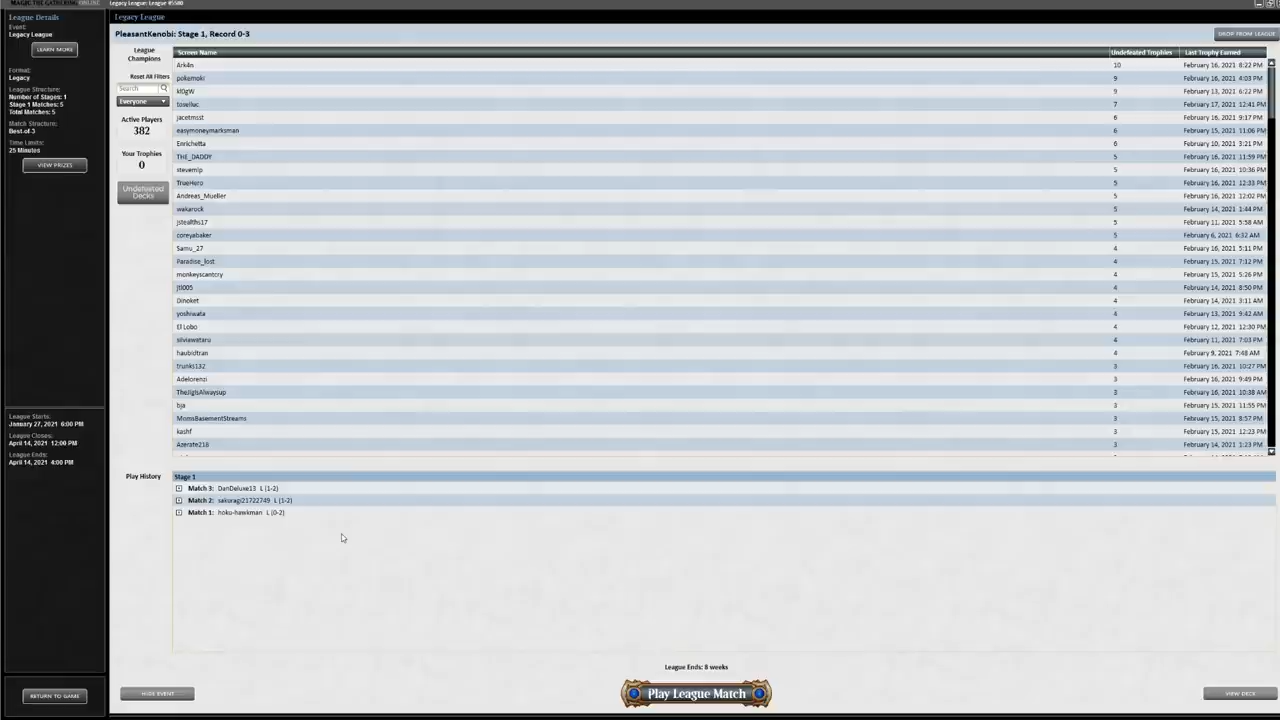 MAGIC: THE GATHERING ONLINE
Legacy League: League #5500
League Details
Event:
Legacy League
LEARN MORE
Format:
Legacy
League Structure:
Number of Stages: 1
Stage 1 Matches: 5
Total Matches: 5
Match Structure:
Best-of-3
Time Limits:
25 Minutes
VIEW PRIZES
League Starts:
January 27, 2021 6:00 PM
League Closes:
April 14, 2021 12:00 PM
League Ends:
April 14, 2021 4:00 PM
RETURN TO GAME
Legacy League
PleasantKenobi: Stage 1, Record 0-3
DROP FROM LEAGUE
League Champions
Reset All Filters
Search
Everyone
Active Players
382
Your Trophies
0
Undefeated Decks
Screen Name Undefeated Trophies Last Trophy Earned
Ark4n 10 February 16, 2021 6:22 PM
pokemoki 9 February 16, 2021 4:03 PM
kl0gW 9 February 13, 2021 6:22 PM
tosellec 7 February 17, 2021 12:41 PM
jacetmsst 6 February 16, 2021 9:17 PM
easymoneymarksman 6 February 15, 2021 11:06 PM
Enrichetta 6 February 10, 2021 3:21 PM
THE_DADDY 5 February 16, 2021 11:59 PM
stevemlp 5 February 16, 2021 10:36 PM
TrueHero 5 February 16, 2021 12:33 PM
Andreas_Mueller 5 February 16, 2021 12:02 PM
wakarock 5 February 14, 2021 1:44 PM
jstealths17 5 February 11, 2021 5:58 AM
coreyabaker 5 February 6, 2021 6:32 AM
Samu_27 4 February 16, 2021 5:11 PM
Paradise_lost 4 February 15, 2021 7:12 PM
monkeyscantcry 4 February 15, 2021 5:26 PM
jtl005 4 February 14, 2021 8:50 PM
Dinoket 4 February 14, 2021 3:11 AM
yoshiwata 4 February 13, 2021 9:42 AM
El Lobo 4 February 12, 2021 12:30 PM
silviawataru 4 February 11, 2021 7:03 PM
haubidtran 4 February 9, 2021 7:48 AM
trunks132 3 February 16, 2021 10:27 PM
Adelorenzi 3 February 16, 2021 9:49 PM
TheJigIsAlwaysup 3 February 16, 2021 10:38 AM
bja 3 February 15, 2021 11:55 PM
MomsBasementStreams 3 February 15, 2021 8:57 PM
kashf 3 February 15, 2021 12:23 PM
Azerate218 3 February 14, 2021 1:23 PM
Play History
Stage 1
Match 3: DanDeluxe13 L (1-2)
Match 2: sakuragi21722749 L (1-2)
Match 1: hoku-hawkman L (0-2)
League Ends: 8 weeks
HIDE EVENT
Play League Match
VIEW DECK